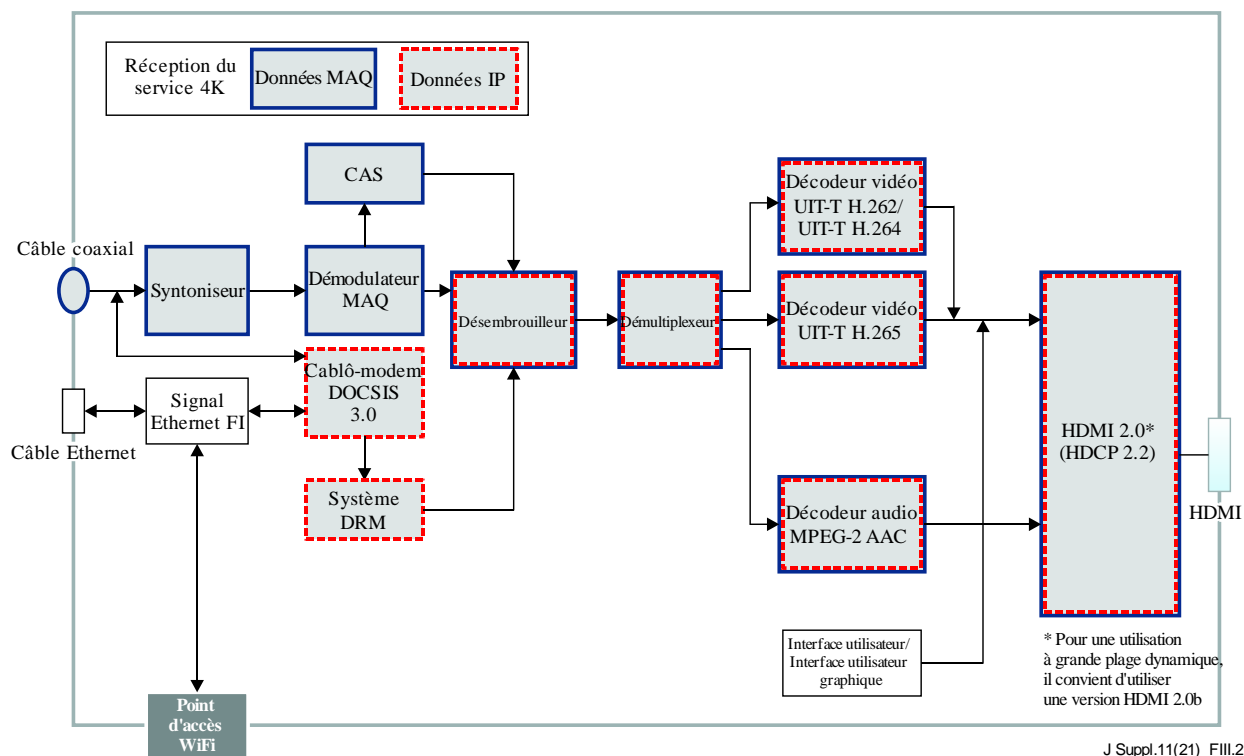 Réception du
service 4K
Données MAQ
Données IP
CAS
Câble coaxial
Syntoniseur
Démodulateur
MAQ
Désembrouilleur
Démultiplexeur
Décodeur vidéo
UIT-T H.262/
UIT-T H.264
Décodeur vidéo
UIT-T H.265
Cablô-modem
DOCSIS
3.0
Signal
Ethernet FI
Câble Ethernet
Système
DRM
Décodeur audio
MPEG-2 AAC
HDMI 2.0*
(HDCP 2.2)
HDMI
Interface utilisateur/
Interface utilisateur
graphique
* Pour une utilisation
à grande plage dynamique,
il convient d'utiliser
une version HDMI 2.0b
Point
d'accès
WiFi
J Suppl.11(21)_FIII.2